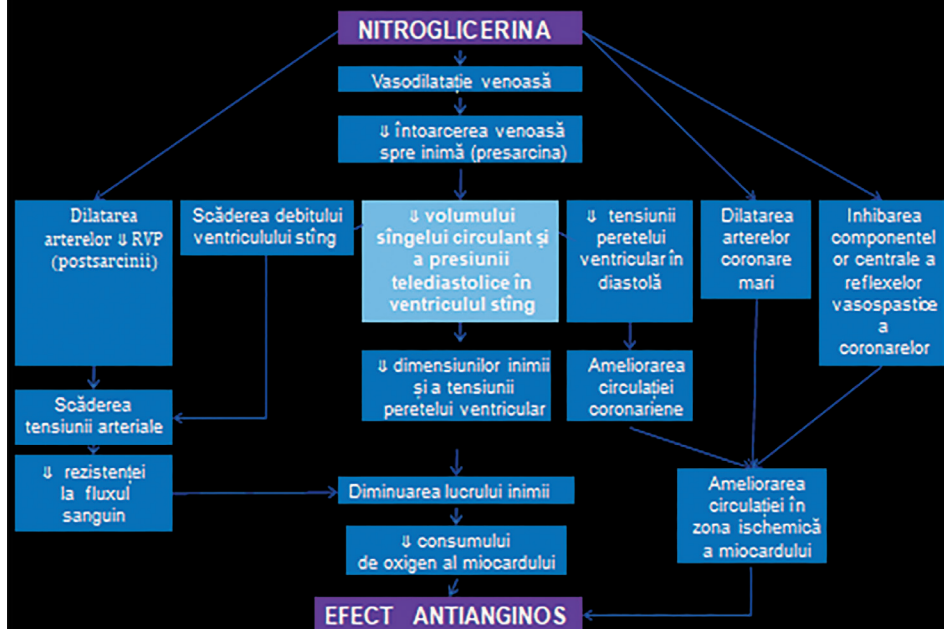 NITROGLICERINA
Vasodilatație venoasă
⇓ întoarcerea venoasă
spre inimă (presarcina)
Dilatarea
arterelor ⇓ RVP
(postsarcinii)
Scăderea debitului
ventriculului stîng
⇓ volumului
sîngelui circulant și
a presiunii
telediastolice în
ventriculul stîng
⇓ tensiunii
peretelui
ventricular în
diastolă
Dilatarea
arterelor
coronare
mari
Inhibarea
componentel
or centrale a
reflexelor
vasospastice
a
coronarelor
⇓ dimensiunilor inimii
și a tensiunii
peretelui ventricular
Ameliorarea
circulației
coronariene
Scăderea
tensiunii arteriale
⇓ rezistenței
la fluxul
sanguin
Diminuarea lucrului inimii
Ameliorarea
circulației în
zona ischemică
a miocardului
⇓ consumului
de oxigen al miocardului
EFECT ANTIANGINOS